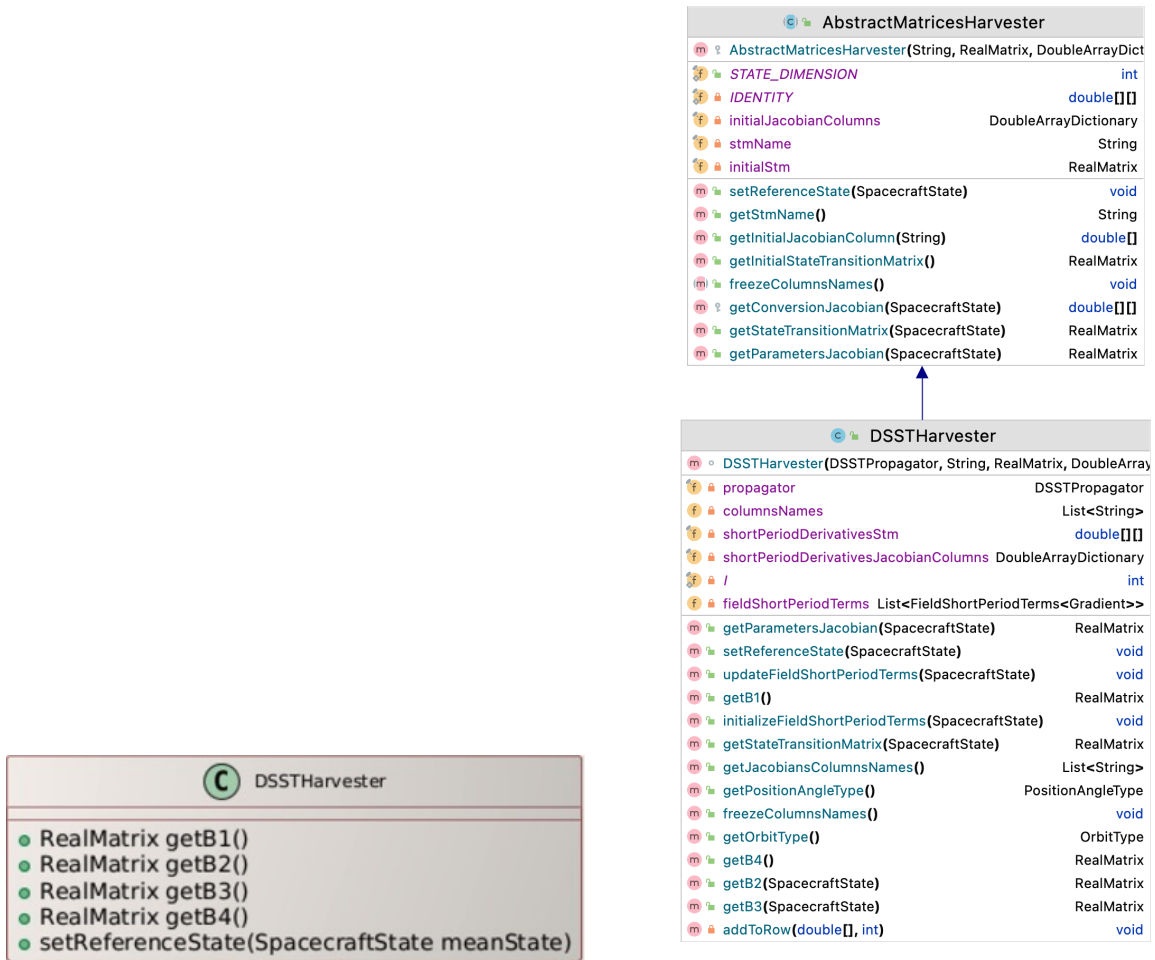 AbstractMatricesHarvester
AbstractMatricesHarvester(String, RealMatrix, DoubleArrayDict
STATE_DIMENSION int
IDENTITY double[][]
initialJacobianColumns DoubleArrayDictionary
stmName String
initialStm RealMatrix
setReferenceState(SpacecraftState) void
getStmName() String
getInitialJacobianColumn(String) double[]
getInitialStateTransitionMatrix() RealMatrix
freezeColumnsNames() void
getConversionJacobian(SpacecraftState) double[][]
getStateTransitionMatrix(SpacecraftState) RealMatrix
getParametersJacobian(SpacecraftState) RealMatrix
DSSTHarvester
DSSTHarvester(DSSTPropagator, String, RealMatrix, DoubleArray
propagator DSSTPropagator
columnsNames List<String>
shortPeriodDerivativesStm double[][]
shortPeriodDerivativesJacobianColumns DoubleArrayDictionary
I int
fieldShortPeriodTerms List<FieldShortPeriodTerms<Gradient>>
getParametersJacobian(SpacecraftState) RealMatrix
setReferenceState(SpacecraftState) void
updateFieldShortPeriodTerms(SpacecraftState) void
getB1() RealMatrix
initializeFieldShortPeriodTerms(SpacecraftState) void
getStateTransitionMatrix(SpacecraftState) RealMatrix
getJacobiansColumnsNames() List<String>
getPositionAngleType() PositionAngleType
freezeColumnsNames() void
getOrbitType() OrbitType
getB4() RealMatrix
getB2(SpacecraftState) RealMatrix
getB3(SpacecraftState) RealMatrix
addToRow(double[], int) void
C DSSTHarvester
RealMatrix getB1()
RealMatrix getB2()
RealMatrix getB3()
RealMatrix getB4()
setReferenceState(SpacecraftState meanState)